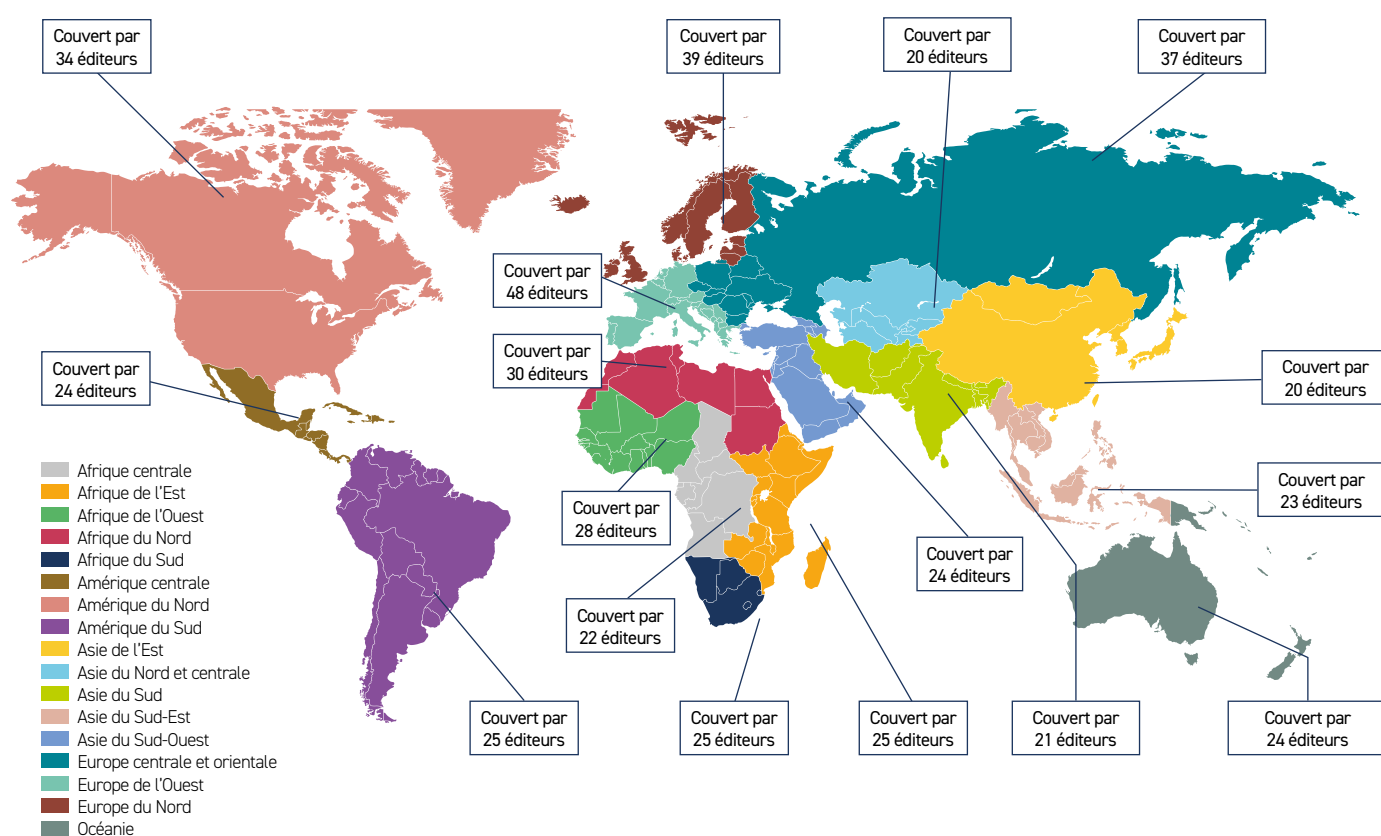 Couvert par
34 éditeurs
Couvert par
39 éditeurs
Couvert par
20 éditeurs
Couvert par
37 éditeurs
Couvert par
48 éditeurs
Couvert par
30 éditeurs
Couvert par
24 éditeurs
Couvert par
20 éditeurs
Couvert par
23 éditeurs
Couvert par
28 éditeurs
Couvert par
24 éditeurs
Couvert par
22 éditeurs
Couvert par
25 éditeurs
Couvert par
25 éditeurs
Couvert par
25 éditeurs
Couvert par
21 éditeurs
Couvert par
24 éditeurs
Afrique centrale
Afrique de l'Est
Afrique de l'Ouest
Afrique du Nord
Afrique du Sud
Amérique centrale
Amérique du Nord
Amérique du Sud
Asie de l'Est
Asie du Nord et centrale
Asie du Sud
Asie du Sud-Est
Asie du Sud-Ouest
Europe centrale et orientale
Europe de l'Ouest
Europe du Nord
Océanie